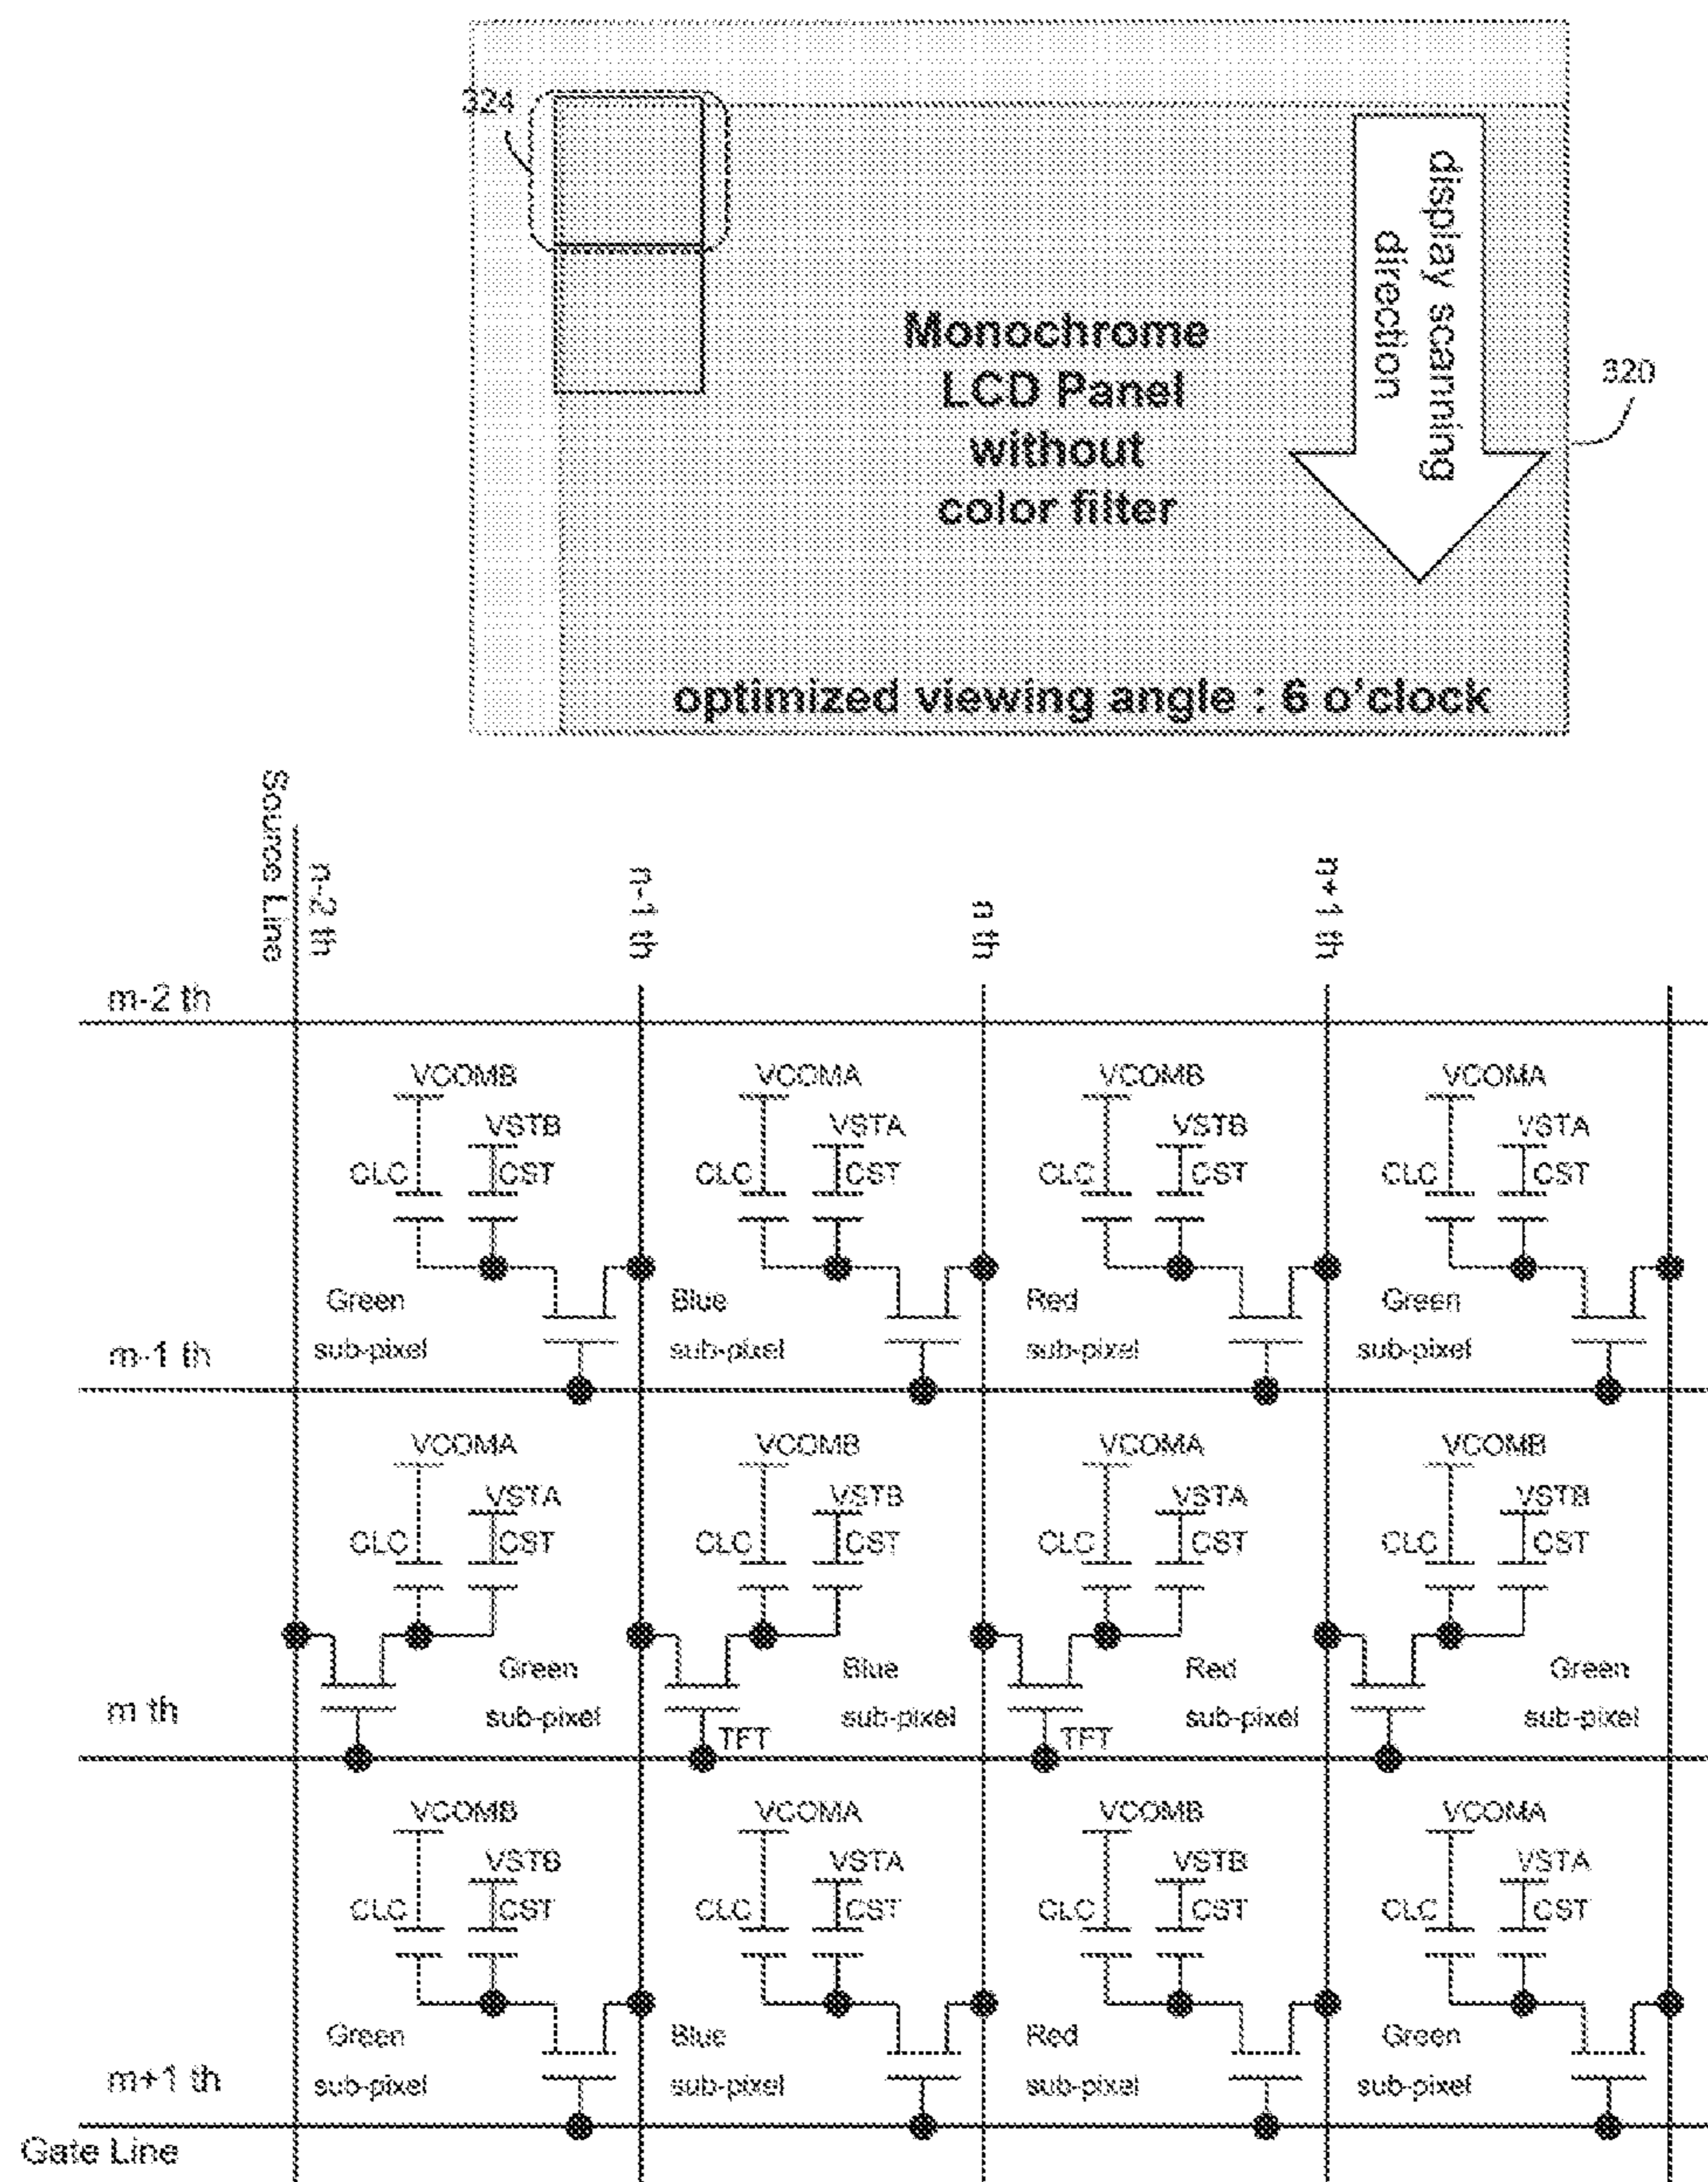 324
display scanning
direction
Monochrome
LCD Panel
without
color filter
320
optimized viewing angle : 6 o'clock
Source Line
n-2 th
n-1 th
n th
n+1 th
m-2 th
VCOMB VCOMA VCOMB VCOMA
VSTB VSTA VSTB VSTA
CLC CST CLC CST CLC CST CLC CST
Green Blue Red Green
sub-pixel sub-pixel sub-pixel sub-pixel
m-1 th
VCOMA VCOMB VCOMA VCOMB
VSTA VSTB VSTA VSTB
CLC CST CLC CST CLC CST CLC CST
Green Blue Red Green
m th
sub-pixel sub-pixel sub-pixel sub-pixel
TFT TFT
VCOMB VCOMA VCOMB VCOMA
VSTB VSTA VSTB VSTA
CLC CST CLC CST CLC CST CLC CST
Green Blue Red Green
m+1 th
sub-pixel sub-pixel sub-pixel sub-pixel
Gate Line